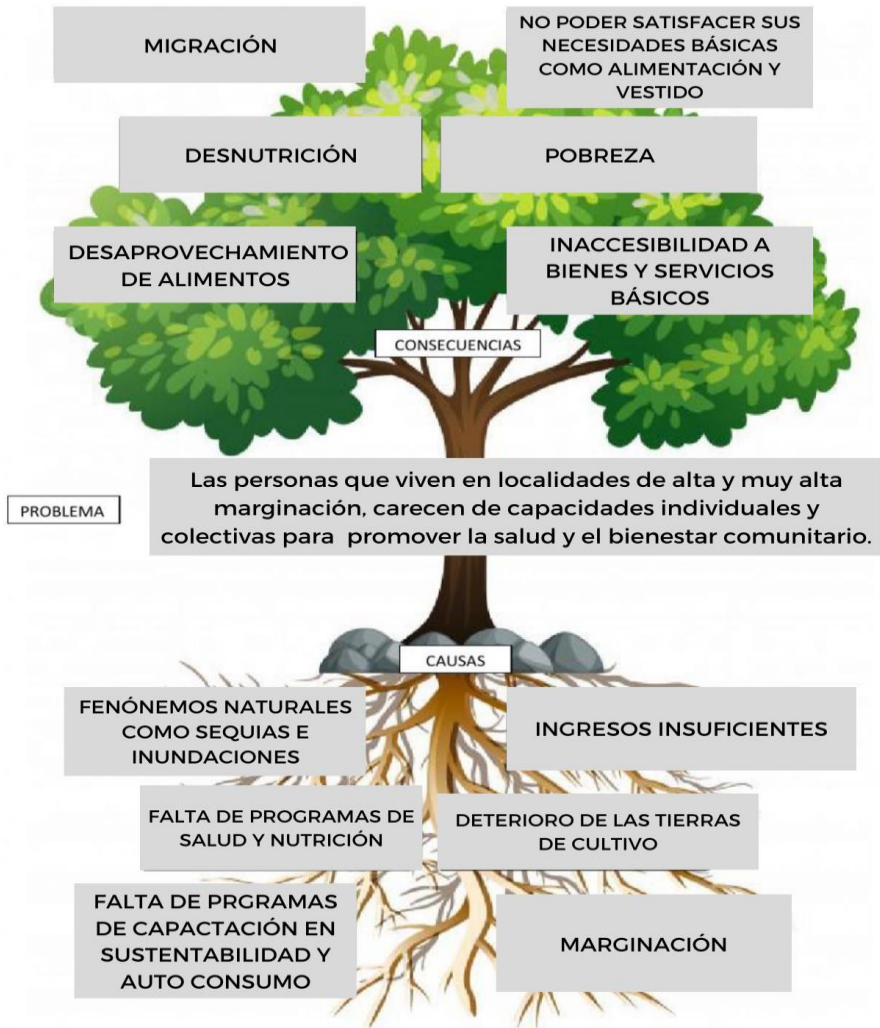 MIGRACIÓN
NO PODER SATISFACER SUS
NECESIDADES BÁSICAS
COMO ALIMENTACIÓN Y
VESTIDO
DESNUTRICIÓN
POBREZA
DESAPROVECHAMIENTO
DE ALIMENTOS
INACCESIBILIDAD A
BIENES Y SERVICIOS
BÁSICOS
CONSECUENCIAS
PROBLEMA
Las personas que viven en localidades de alta y muy alta
marginación, carecen de capacidades individuales y
colectivas para promover la salud y el bienestar comunitario.
CAUSAS
FENÓNEMOS NATURALES
COMO SEQUIAS E
INUNDACIONES
INGRESOS INSUFICIENTES
FALTA DE PROGRAMAS DE
SALUD Y NUTRICIÓN
DETERIORO DE LAS TIERRAS
DE CULTIVO
FALTA DE PRGRAMAS
DE CAPACTACIÓN EN
SUSTENTABILIDAD Y
AUTO CONSUMO
MARGINACIÓN